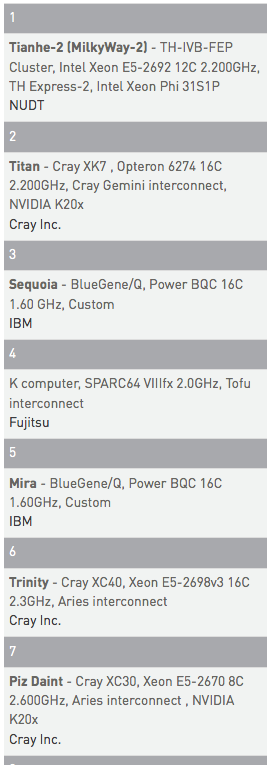 1
Tianhe-2 (MilkyWay-2) - TH-IVB-FEP
Cluster, Intel Xeon E5-2692 12C 2.200GHz,
TH Express-2, Intel Xeon Phi 31S1P
NUDT
2
Titan - Cray XK7 , Opteron 6274 16C
2.200GHz, Cray Gemini interconnect,
NVIDIA K20x
Cray Inc.
3
Sequoia - BlueGene/Q, Power BQC 16C
1.60 GHz, Custom
IBM
4
K computer, SPARC64 VIIIfx 2.0GHz, Tofu
interconnect
Fujitsu
5
Mira - BlueGene/Q, Power BQC 16C
1.60GHz, Custom
IBM
6
Trinity - Cray XC40, Xeon E5-2698v3 16C
2.3GHz, Aries interconnect
Cray Inc.
7
Piz Daint - Cray XC30, Xeon E5-2670 8C
2.600GHz, Aries interconnect , NVIDIA
K20x
Cray Inc.